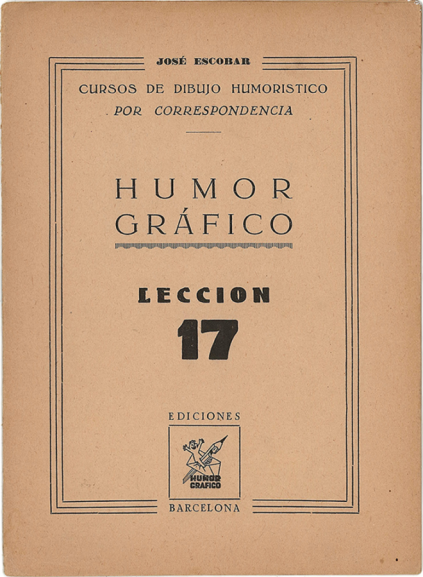 JOSÉ ESCOBAR
CURSOS DE DIBUJO HUMORISTICO
POR CORRESPONDENCIA
HUMOR
GRÁFICO
LECCION
17
EDICIONES
HUMOR
GRAFICO
BARCELONA